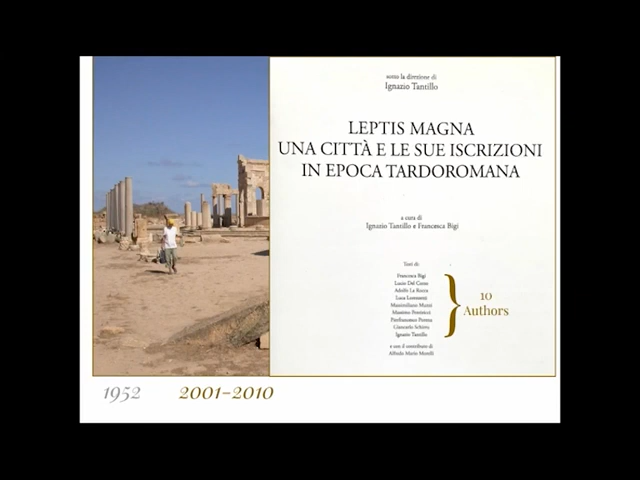 sotto la direzione di
Ignazio Tantillo
LEPTIS MAGNA
UNA CITTÀ E LE SUE ISCRIZIONI
IN EPOCA TARDOROMANA
a cura di
Ignazio Tantillo e Francesca Bigi
Testi di:
Francesca Bigi
Lucio Del Corso
Adolfo La Rocca
Luca Lorenzetti
Massimiliano Munzi
Massimo Pentiricci
Pierfrancesco Porena
Giancarlo Schirru
Ignazio Tantillo
e con il contributo di
Alfredo Mario Morelli
10
Authors
1952
2001–2010